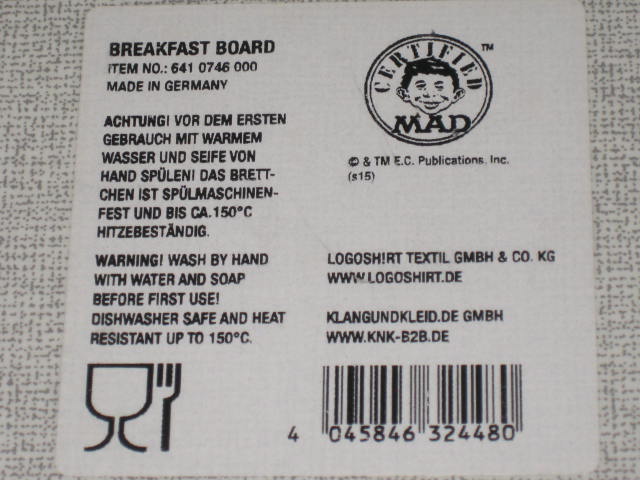 BREAKFAST BOARD
ITEM NO.: 641 0746 000
MADE IN GERMANY
ACHTUNG! VOR DEM ERSTEN
GEBRAUCH MIT WARMEM
WASSER UND SEIFE VON
HAND SPÜLEN! DAS BRETT-
CHEN IST SPÜLMASCHINEN-
FEST UND BIS CA.150°C
HITZEBESTÄNDIG.
WARNING! WASH BY HAND
WITH WATER AND SOAP
BEFORE FIRST USE!
DISHWASHER SAFE AND HEAT
RESISTANT UP TO 150°C.
CERTIFIED
MAD
™
© & TM E.C. Publications, Inc.
(s15)
LOGOSH!RT TEXTIL GMBH & CO. KG
WWW.LOGOSHIRT.DE
KLANGUNDKLEID.DE GMBH
WWW.KNK-B2B.DE
4 045846 324480